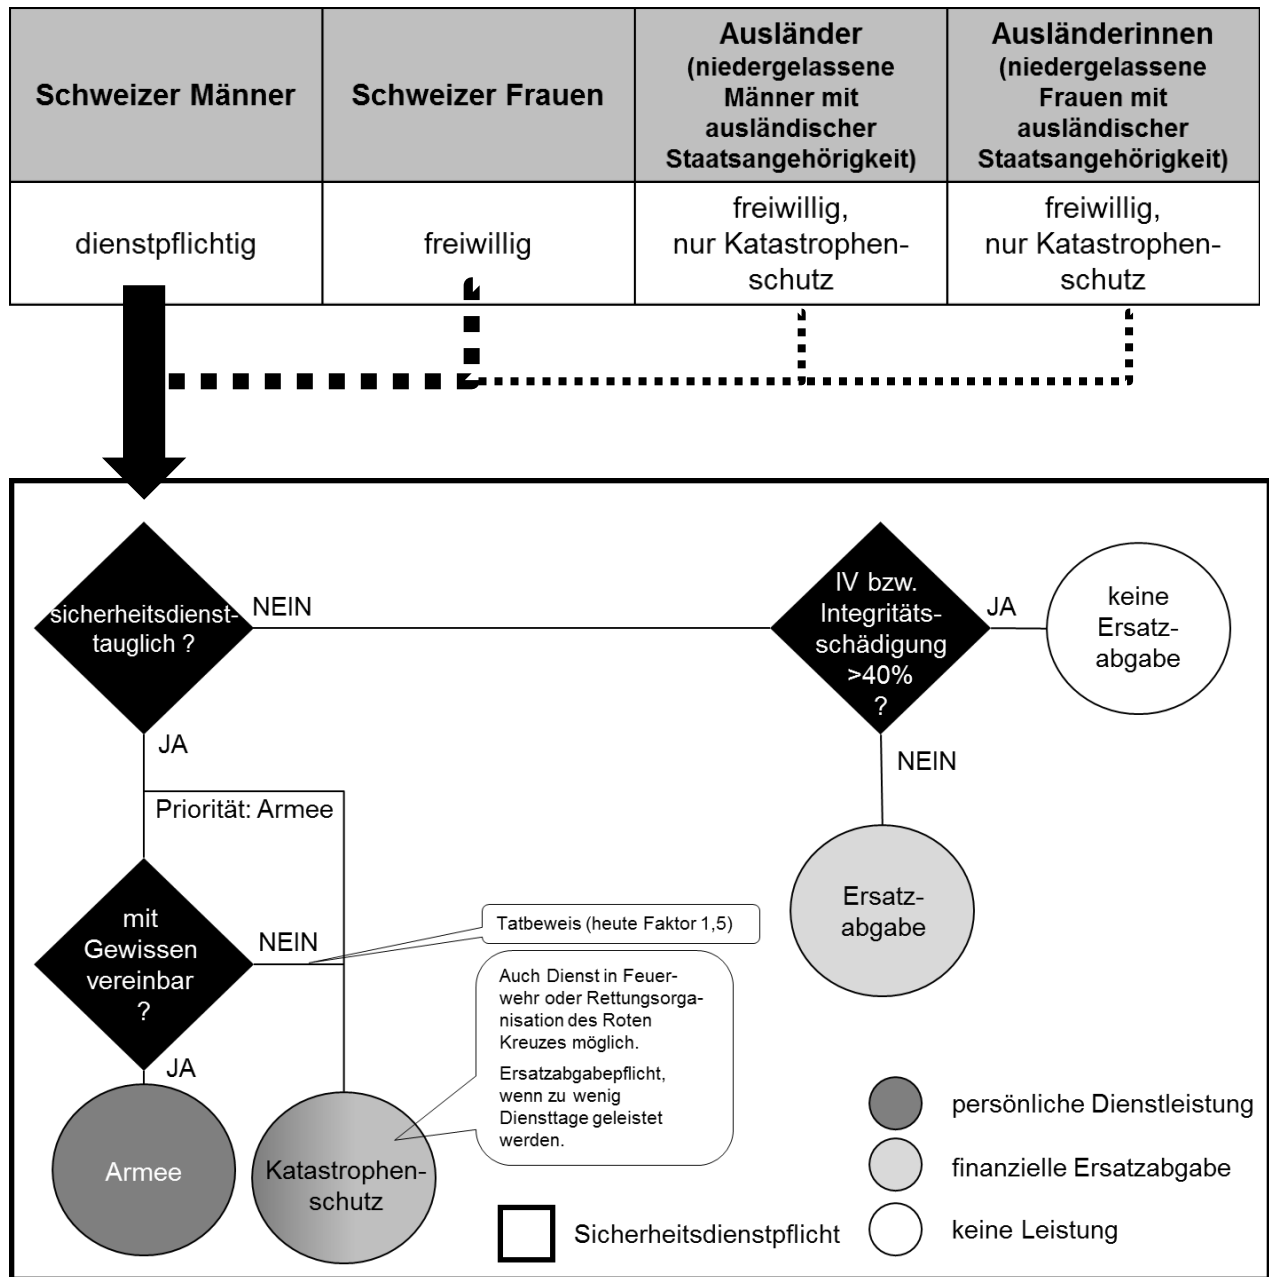 Schweizer Männer
Schweizer Frauen
Ausländer
(niedergelassene
Männer mit
ausländischer
Staatsangehörigkeit)
Ausländerinnen
(niedergelassene
Frauen mit
ausländischer
Staatsangehörigkeit)
dienstpflichtig
freiwillig
freiwillig,
nur Katastrophen-
schutz
freiwillig,
nur Katastrophen-
schutz
sicherheitsdienst-
tauglich ?
NEIN
IV bzw.
Integritäts-
schädigung
>40%
?
JA
keine
Ersatz-
abgabe
JA
NEIN
Priorität: Armee
Ersatz-
abgabe
mit
Gewissen
vereinbar
?
NEIN
Tatbeweis (heute Faktor 1,5)
Auch Dienst in Feuer-
wehr oder Rettungsorga-
nisation des Roten
Kreuzes möglich.
Ersatzabgabepflicht,
wenn zu wenig
Diensttage geleistet
werden.
JA
Armee
Katastrophen-
schutz
persönliche Dienstleistung
finanzielle Ersatzabgabe
keine Leistung
Sicherheitsdienstpflicht